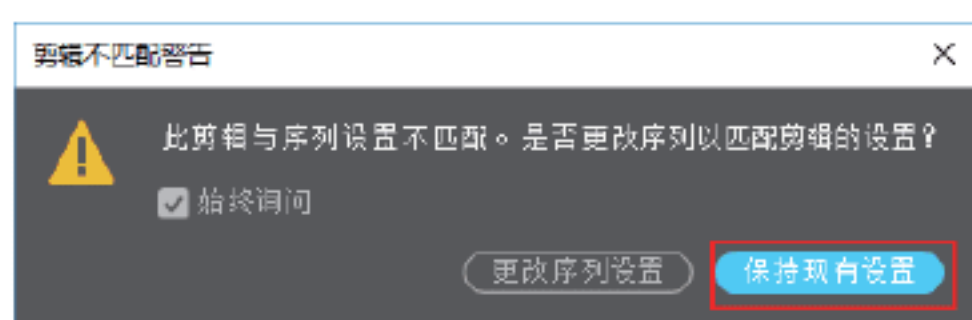 剪辑不匹配警告
此剪辑与序列设置不匹配。是否更改序列以匹配剪辑的设置?
始终询问
更改序列设置
保持现有设置